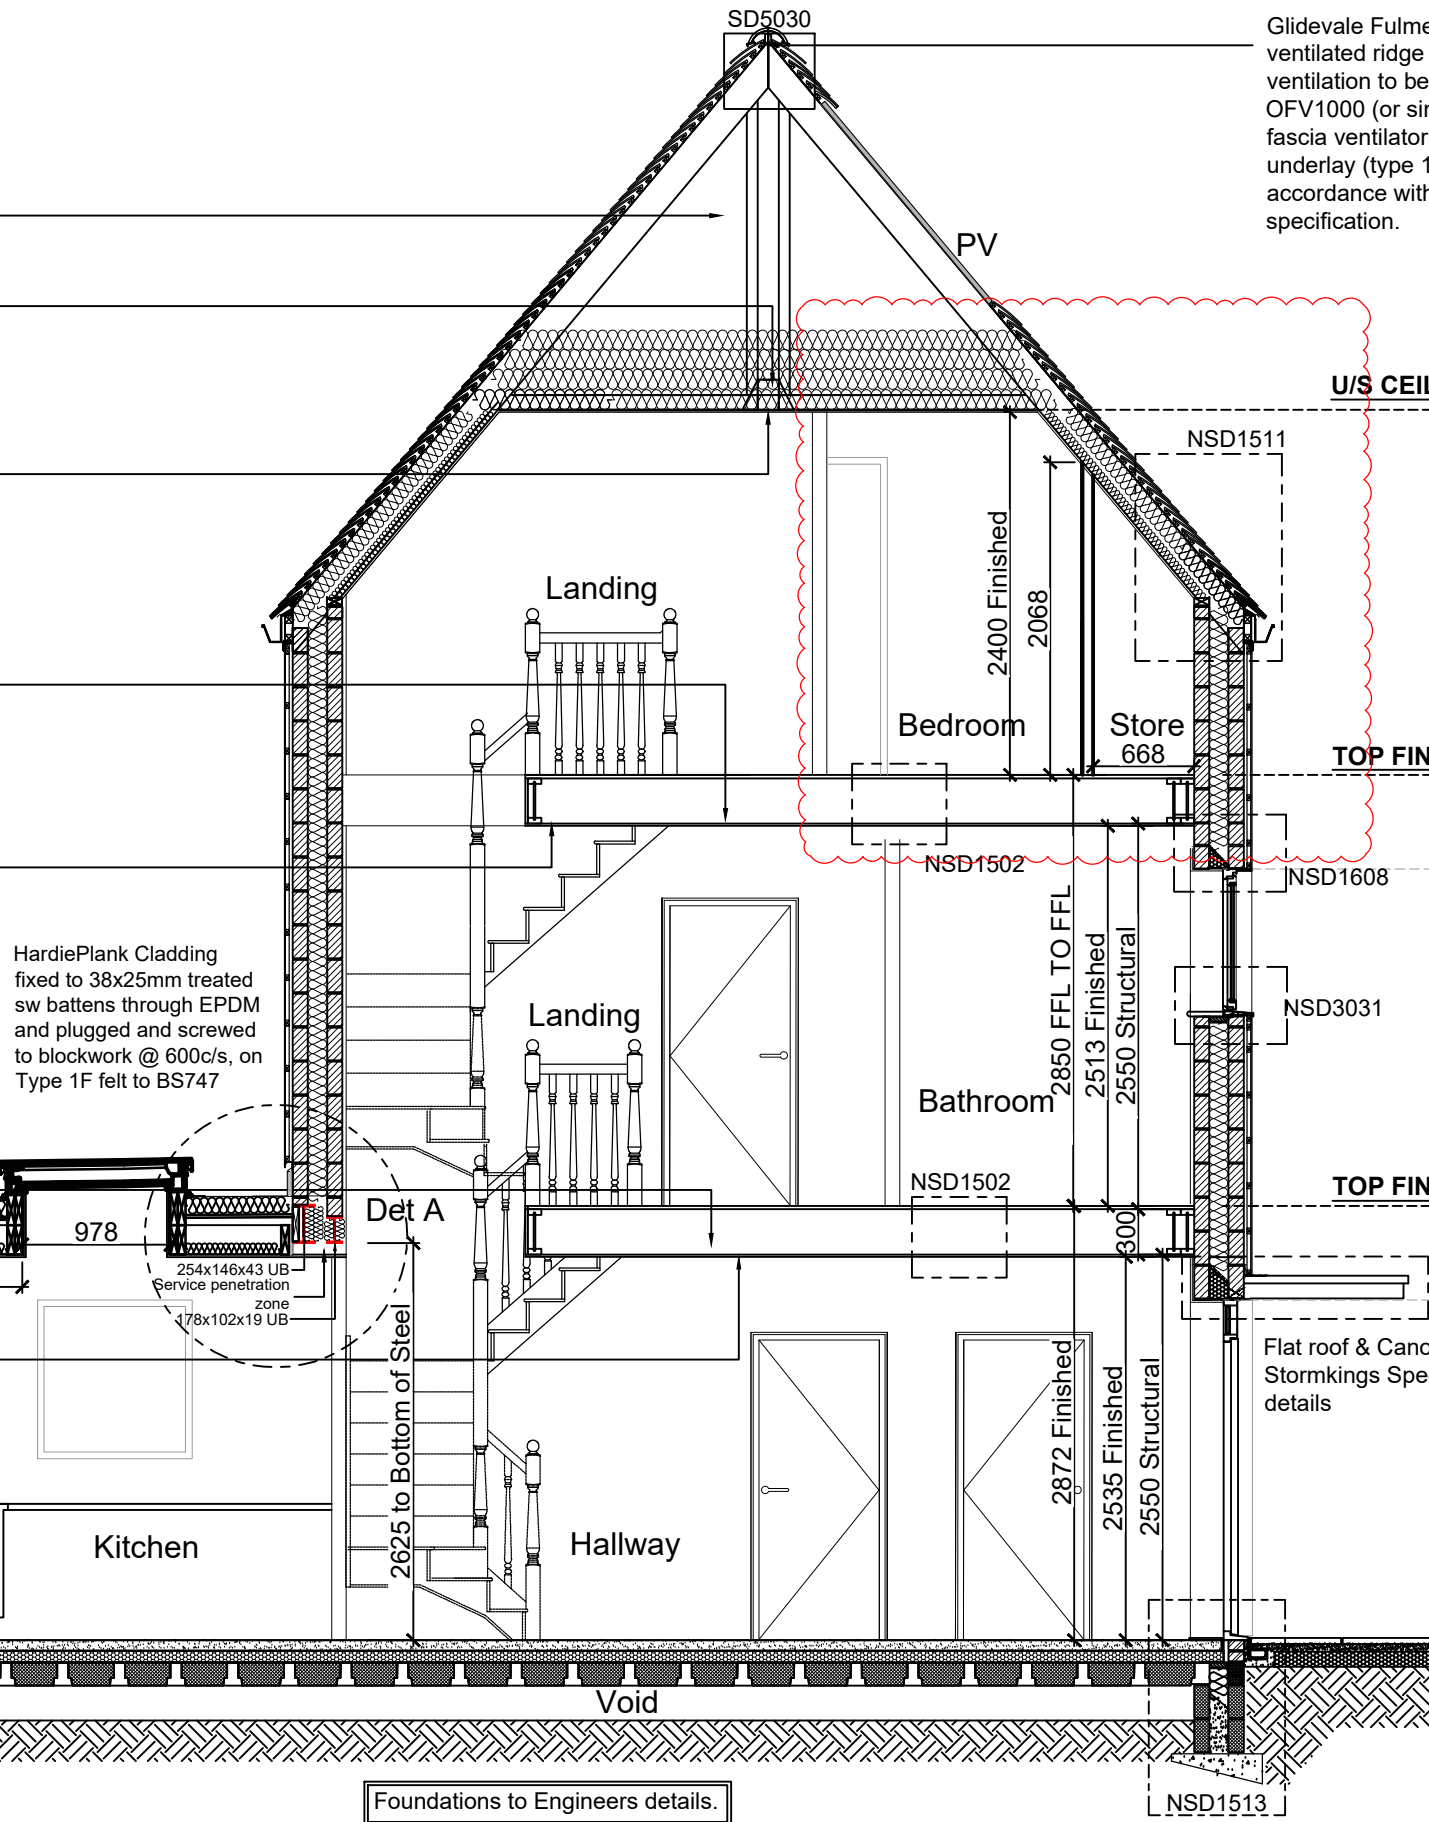 SD5030
Glidevale Fulme
ventilated ridge
ventilation to be
OFV1000 (or sin
fascia ventilator
underlay (type 1
accordance with
specification.
PV
U/S CEIL
NSD1511
2400 Finished
2068
Landing
Bedroom
Store
668
TOP FIN
NSD1502
NSD1608
HardiePlank Cladding
fixed to 38x25mm treated
sw battens through EPDM
and plugged and screwed
to blockwork @ 600c/s, on
Type 1F felt to BS747
2850 FFL TO FFL
2513 Finished
2550 Structural
NSD3031
Landing
Bathroom
NSD1502
TOP FIN
Det A
978
300
254x146x43 UB
Service penetration
zone
178x102x19 UB
2625 to Bottom of Steel
2872 Finished
2535 Finished
2550 Structural
Flat roof & Cano
Stormkings Spe
details
Kitchen
Hallway
Void
Foundations to Engineers details.
NSD1513